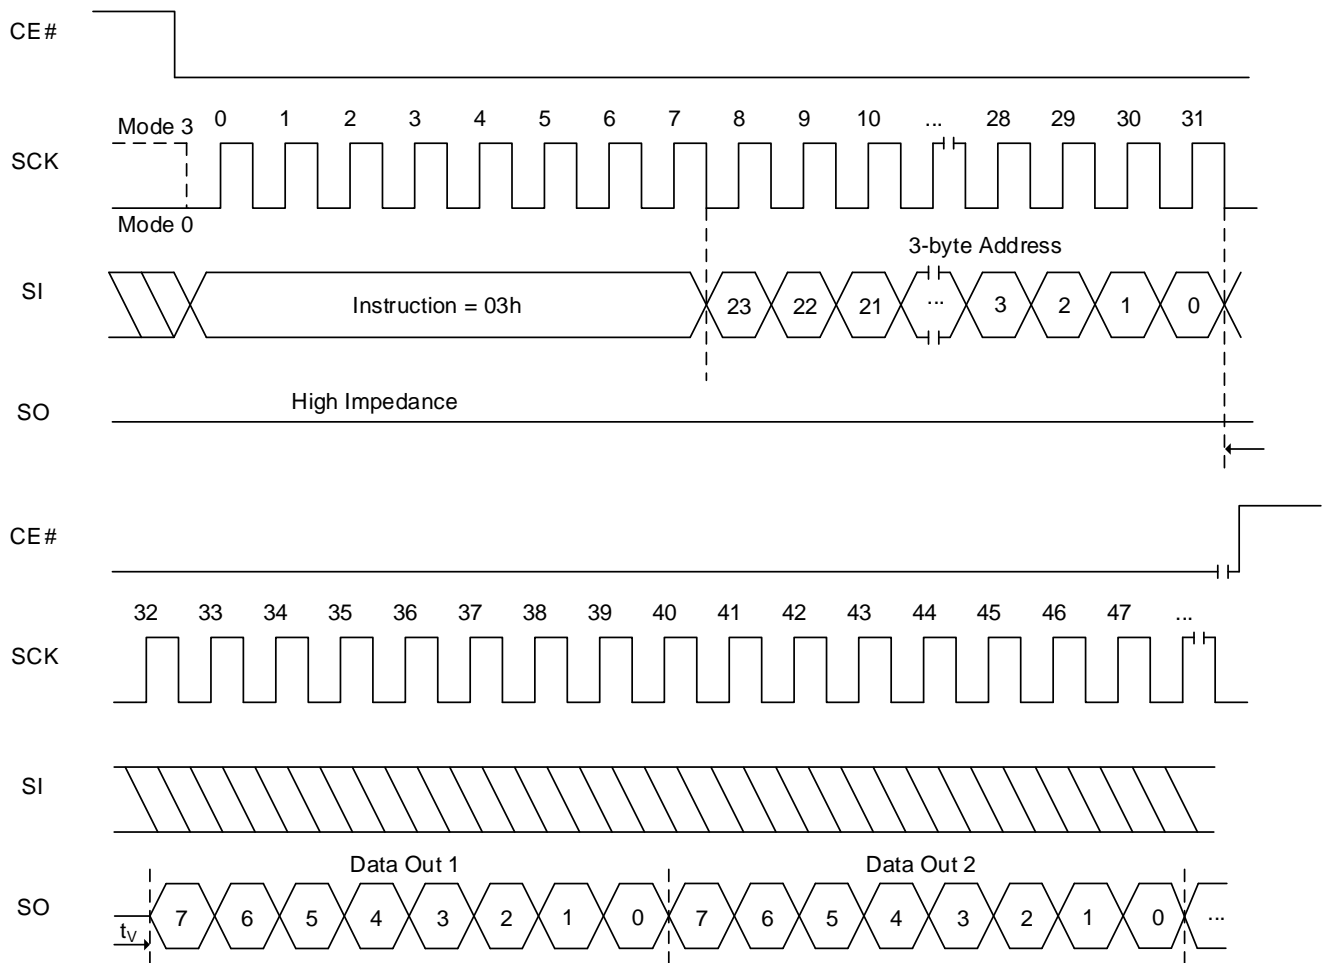 CE#
Mode 3 0 1 2 3 4 5 6 7 8 9 10 ... 28 29 30 31
SCK
Mode 0
3-byte Address
SI Instruction = 03h 23 22 21 ... 3 2 1 0
High Impedance
SO
CE#
32 33 34 35 36 37 38 39 40 41 42 43 44 45 46 47 ...
SCK
SI
Data Out 1 Data Out 2
SO 7 6 5 4 3 2 1 0 7 6 5 4 3 2 1 0 ...
tV